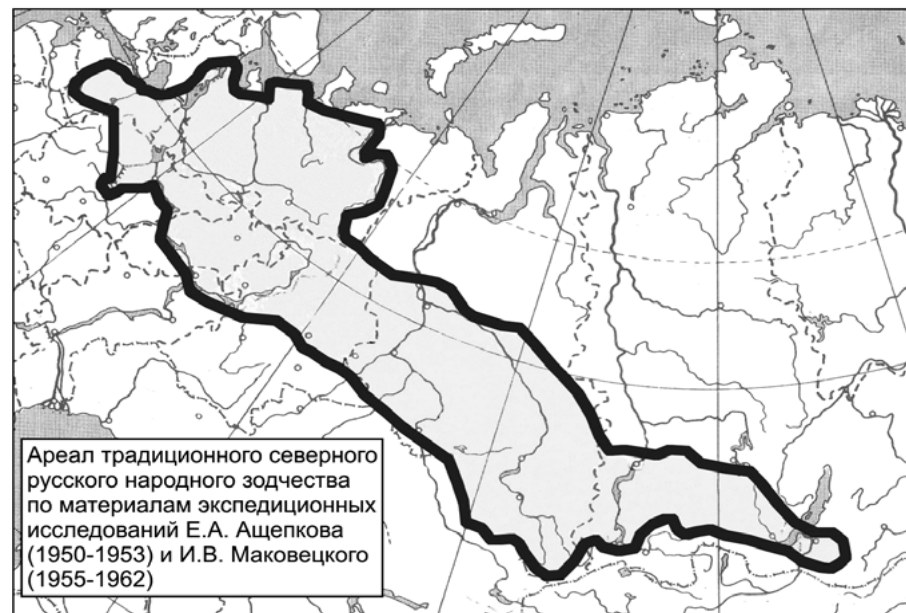 Ареал традиционного северного
русского народного зодчества
по материалам экспедиционных
исследований Е.А. Ащепкова
(1950-1953) и И.В. Маковецкого
(1955-1962)